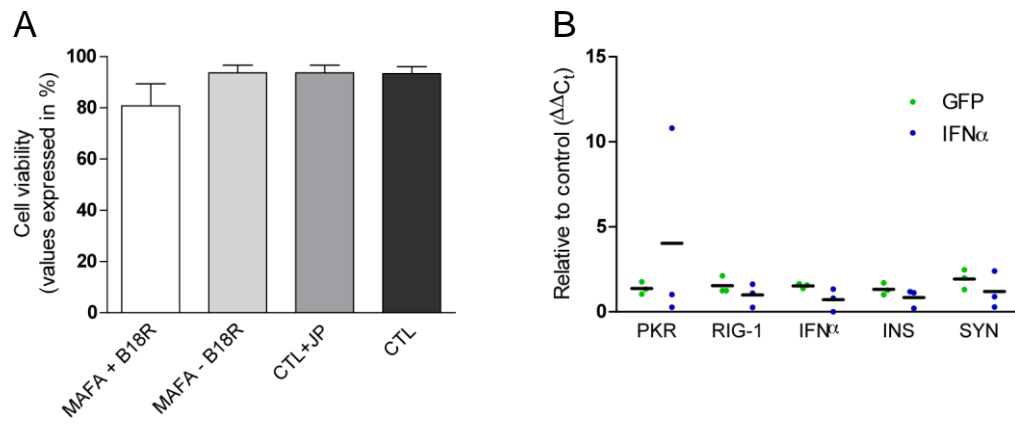 A
Cell viability
(values expressed in %)
100
80
60
40
20
0
MAFA + B18R
MAFA - B18R
CTL+JP
CTL
B
Relative to control (ΔΔCt)
15
10
5
0
GFP
IFNα
PKR
RIG-1
IFNα
INS
SYN